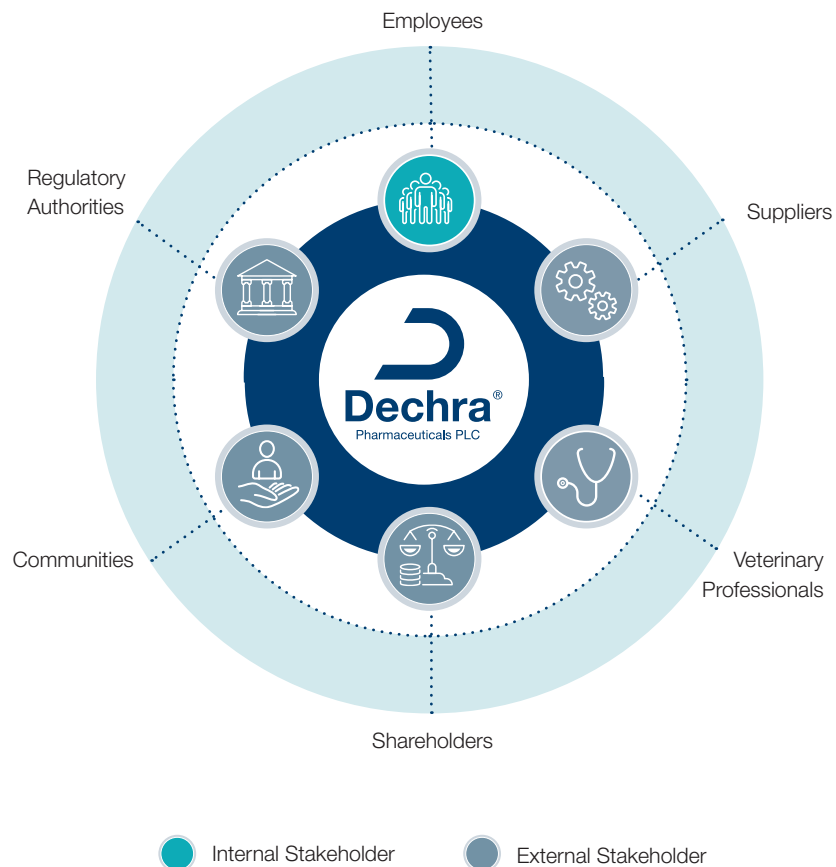 Employees
Regulatory
Authorities
Suppliers
Dechra®
Pharmaceuticals PLC
Communities
Veterinary
Professionals
Shareholders
Internal Stakeholder
External Stakeholder